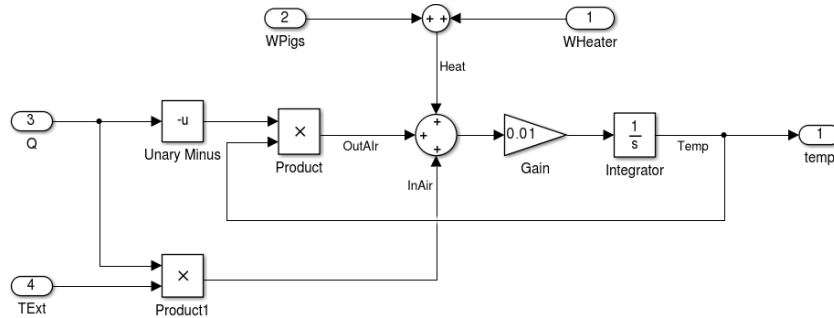 2
WPigs
+ +
1
WHeater
Heat
3
Q
-u
Unary Minus
×
Product
OutAIr
+
+
+
0.01
Gain
1
s
Integrator
Temp
1
temp
InAir
4
TExt
×
Product1